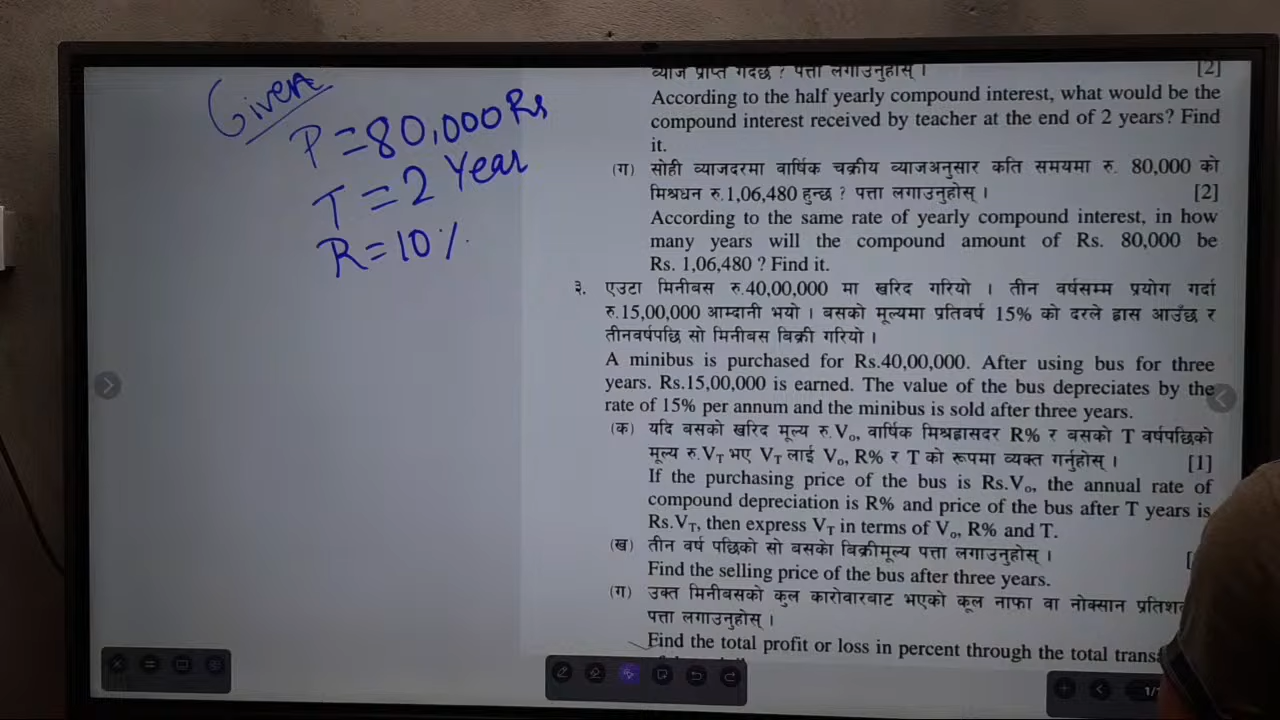 Given
P = 80,000 Rs
T = 2 Year
R = 10 %
ब्याज प्राप्त गर्दछ ? पत्ता लगाउनुहोस् । [2]
According to the half yearly compound interest, what would be the
compound interest received by teacher at the end of 2 years? Find
it.
(ग) सोही ब्याजदरमा वार्षिक चक्रीय ब्याजअनुसार कति समयमा रु. 80,000 को
मिश्रधन रु.1,06,480 हुन्छ ? पत्ता लगाउनुहोस् । [2]
According to the same rate of yearly compound interest, in how
many years will the compound amount of Rs. 80,000 be
Rs. 1,06,480 ? Find it.
३. एउटा मिनीबस रु.40,00,000 मा खरिद गरियो । तीन वर्षसम्म प्रयोग गर्दा
रु.15,00,000 आम्दानी भयो । बसको मूल्यमा प्रतिवर्ष 15% को दरले ह्रास आउँछ र
तीनवर्षपछि सो मिनीबस बिक्री गरियो ।
A minibus is purchased for Rs.40,00,000. After using bus for three
years. Rs.15,00,000 is earned. The value of the bus depreciates by the
rate of 15% per annum and the minibus is sold after three years.
(क) यदि बसको खरिद मूल्य रु.V₀, वार्षिक मिश्रह्रासदर R% र बसको T वर्षपछिको
मूल्य रु.V_T भए V_T लाई V₀, R% र T को रूपमा व्यक्त गर्नुहोस् । [1]
If the purchasing price of the bus is Rs.V₀, the annual rate of
compound depreciation is R% and price of the bus after T years is
Rs.V_T, then express V_T in terms of V₀, R% and T.
(ख) तीन वर्ष पछिको सो बसको बिक्रीमूल्य पत्ता लगाउनुहोस् ।
Find the selling price of the bus after three years.
(ग) उक्त मिनीबसको कुल कारोवारबाट भएको कूल नाफा वा नोक्सान
पत्ता लगाउनुहोस् ।
Find the total profit or loss in percent through the total
1/1